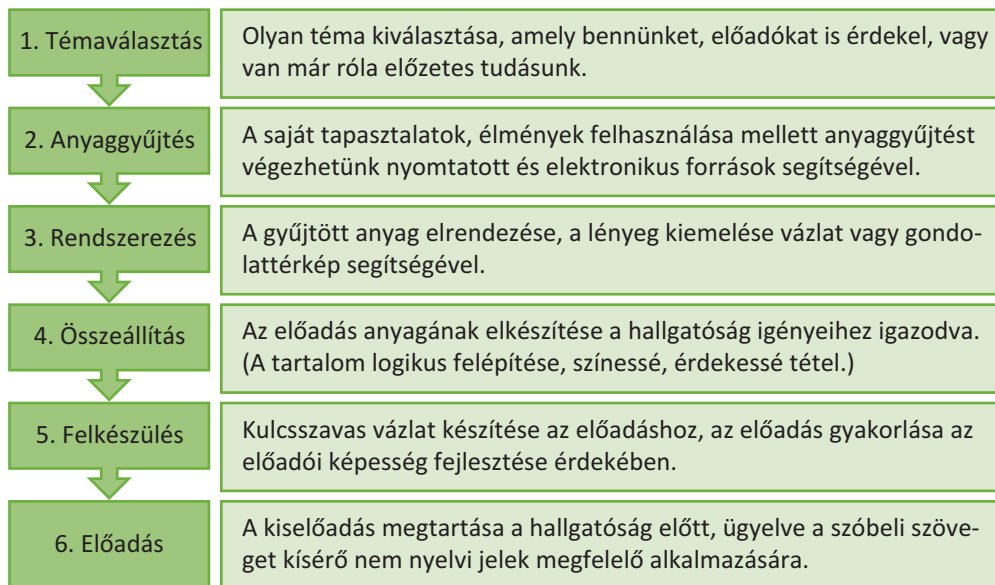 1. Témaválasztás
Olyan téma kiválasztása, amely bennünket, előadókat is érdekel, vagy
van már róla előzetes tudásunk.
2. Anyaggyűjtés
A saját tapasztalatok, élmények felhasználása mellett anyaggyűjtést
végezhetünk nyomtatott és elektronikus források segítségével.
3. Rendszerezés
A gyűjtött anyag elrendezése, a lényeg kiemelése vázlat vagy gondo-
lattérkép segítségével.
4. Összeállítás
Az előadás anyagának elkészítése a hallgatóság igényeihez igazodva.
(A tartalom logikus felépítése, színessé, érdekessé tétel.)
5. Felkészülés
Kulcsszavas vázlat készítése az előadáshoz, az előadás gyakorlása az
előadói képesség fejlesztése érdekében.
6. Előadás
A kiselőadás megtartása a hallgatóság előtt, ügyelve a szóbeli szöve-
get kísérő nem nyelvi jelek megfelelő alkalmazására.